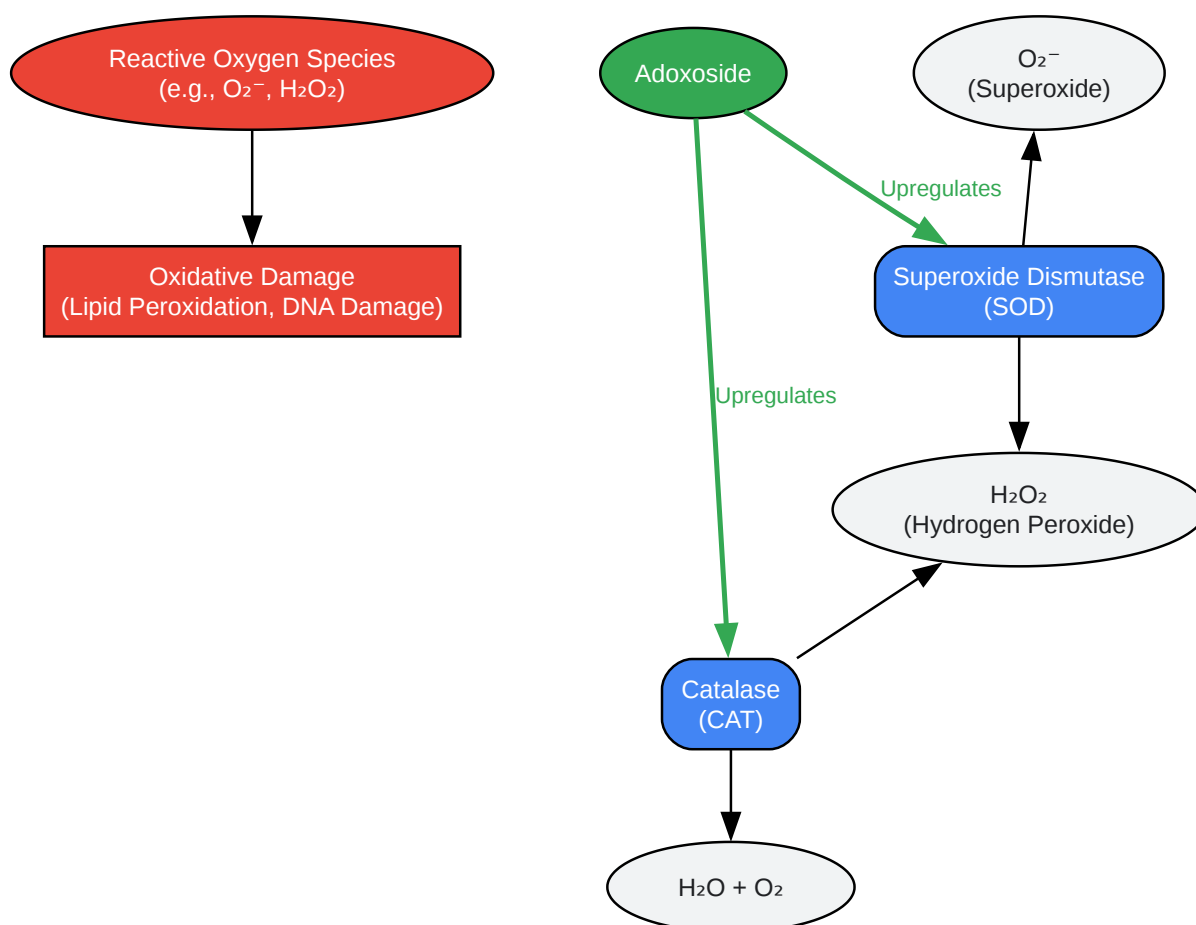 Reactive Oxygen Species
(e.g., O₂⁻, H₂O₂)
Oxidative Damage
(Lipid Peroxidation, DNA Damage)
Adoxoside
O₂⁻
(Superoxide)
Upregulates
Superoxide Dismutase
(SOD)
Upregulates
H₂O₂
(Hydrogen Peroxide)
Catalase
(CAT)
H₂O + O₂